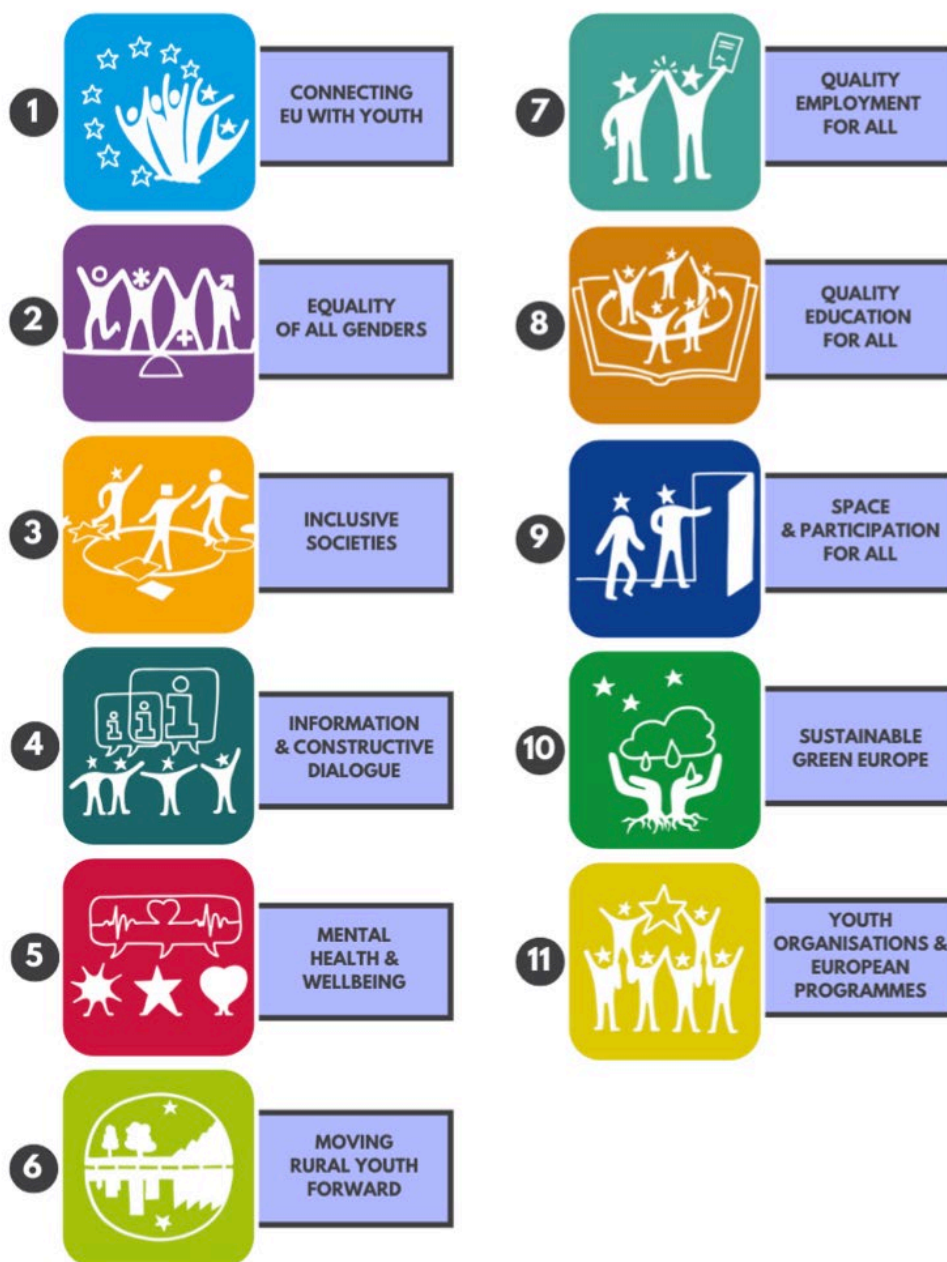 1
CONNECTING
EU WITH YOUTH
2
EQUALITY
OF ALL GENDERS
3
INCLUSIVE
SOCIETIES
4
i i i
INFORMATION
& CONSTRUCTIVE
DIALOGUE
5
MENTAL
HEALTH &
WELLBEING
6
MOVING
RURAL YOUTH
FORWARD
7
QUALITY
EMPLOYMENT
FOR ALL
8
QUALITY
EDUCATION
FOR ALL
9
SPACE
& PARTICIPATION
FOR ALL
10
SUSTAINABLE
GREEN EUROPE
11
YOUTH
ORGANISATIONS &
EUROPEAN
PROGRAMMES